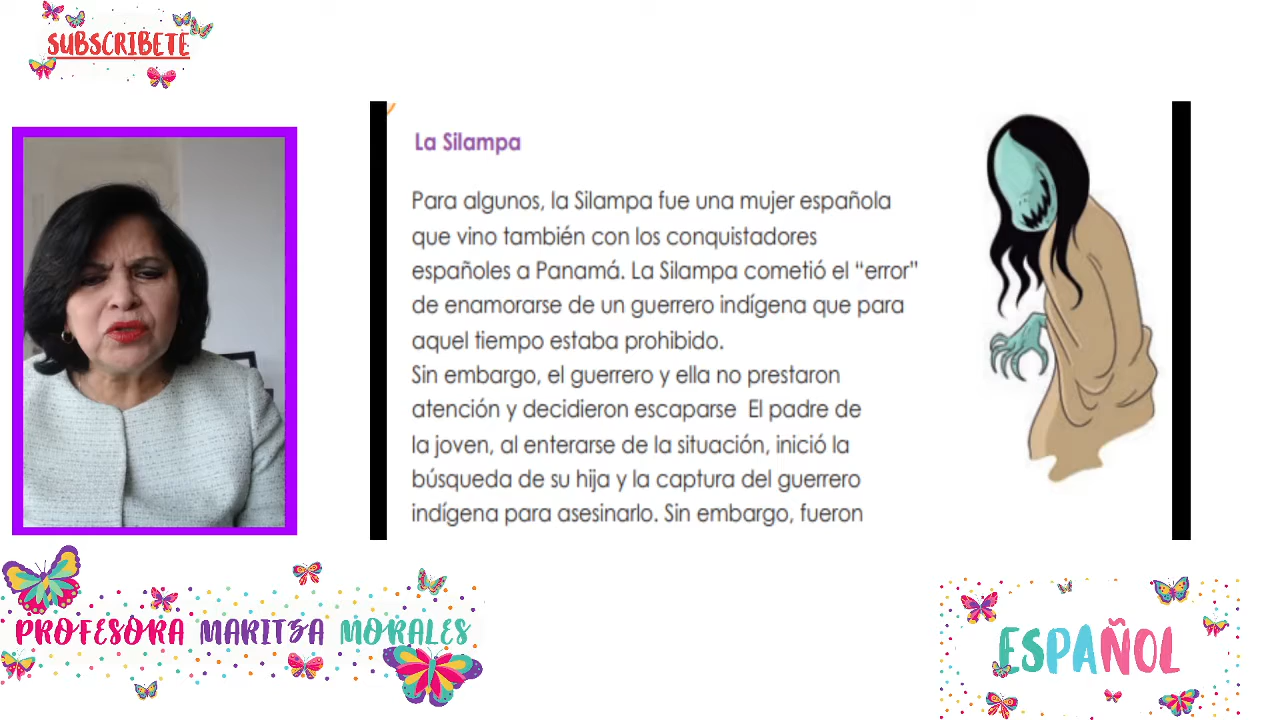 SUBSCRIBETE
La Silampa
Para algunos, la Silampa fue una mujer española
que vino también con los conquistadores
españoles a Panamá. La Silampa cometió el “error”
de enamorarse de un guerrero indígena que para
aquel tiempo estaba prohibido.
Sin embargo, el guerrero y ella no prestaron
atención y decidieron escaparse El padre de
la joven, al enterarse de la situación, inició la
búsqueda de su hija y la captura del guerrero
indígena para asesinarlo. Sin embargo, fueron
PROFESORA MARITZA MORALES
ESPAÑOL